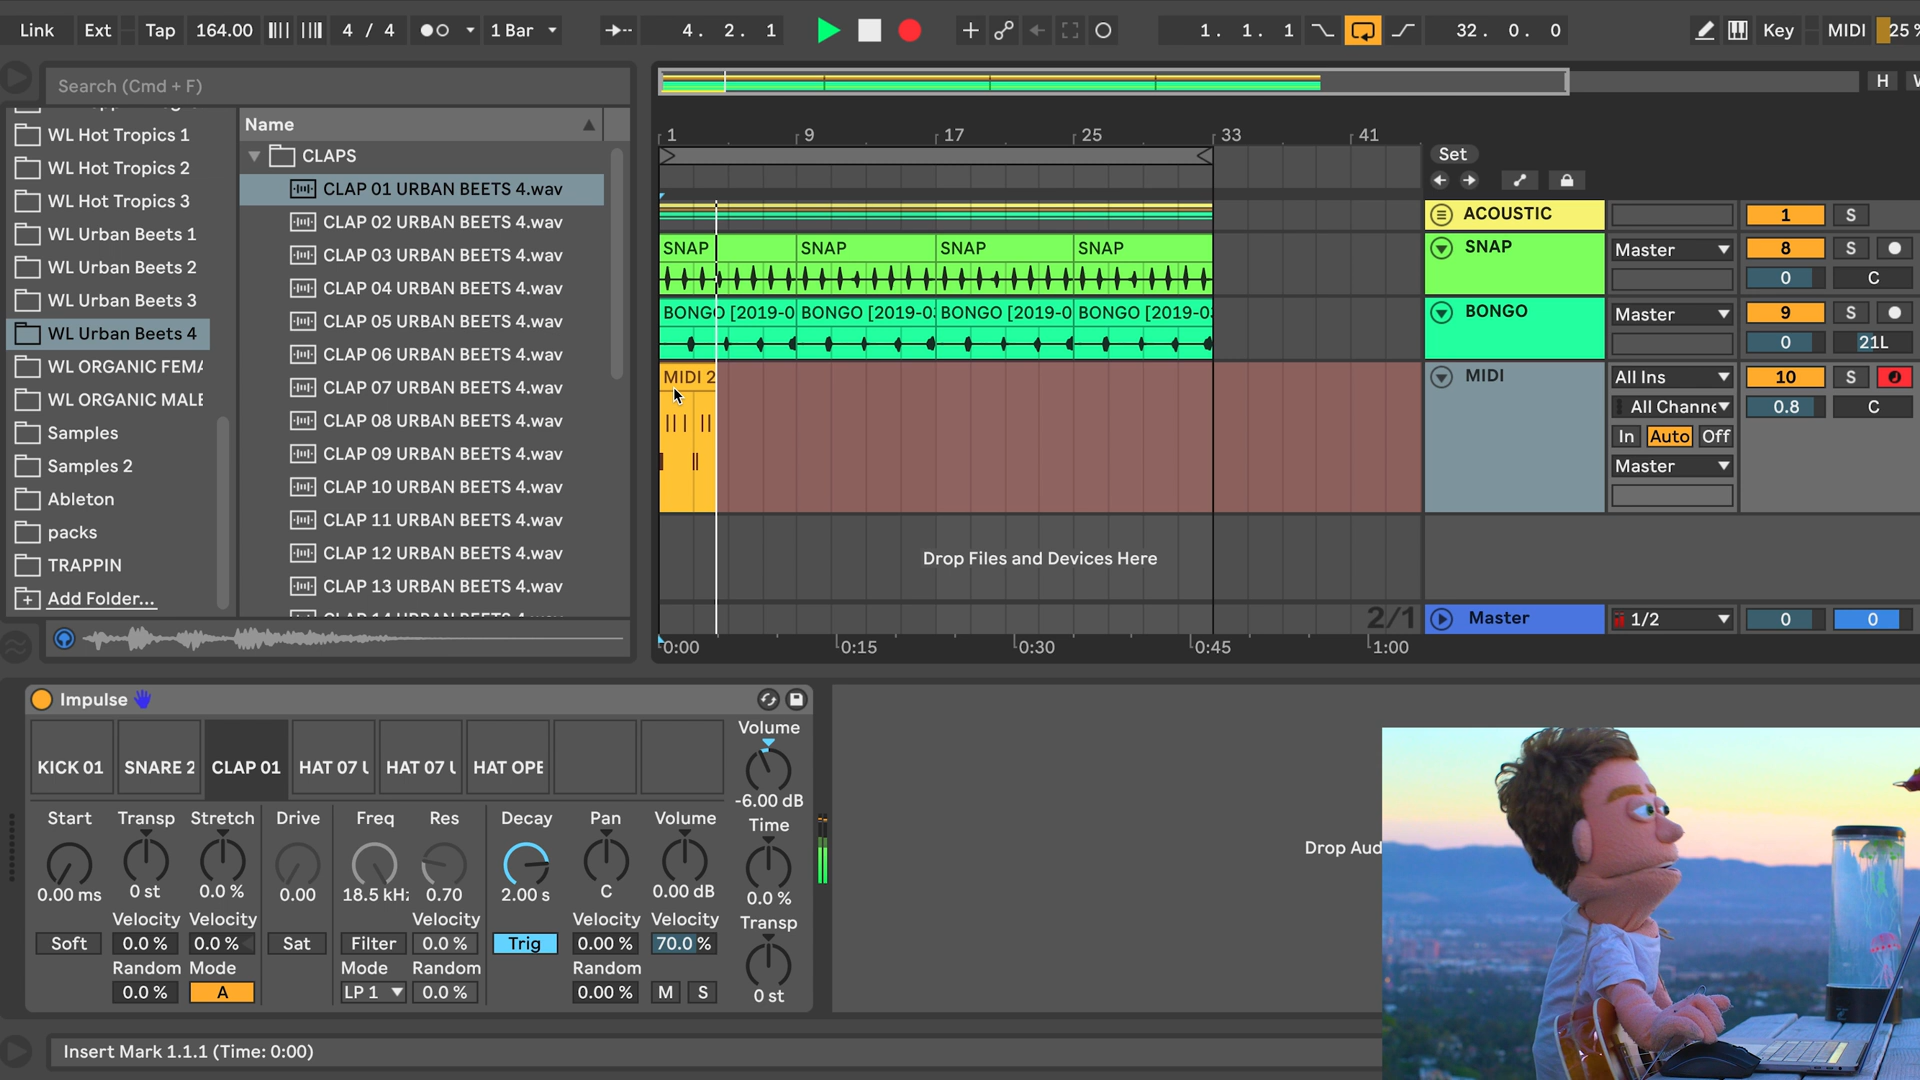 Link Ext Tap 164.00 4 / 4 1 Bar 4. 2. 1 1. 1. 1 32. 0. 0 Key MIDI 25 %
Search (Cmd + F)
H
WL Hot Tropics 1
WL Hot Tropics 2
WL Hot Tropics 3
WL Urban Beets 1
WL Urban Beets 2
WL Urban Beets 3
WL Urban Beets 4
WL ORGANIC FEMA
WL ORGANIC MALE
Samples
Samples 2
Ableton
packs
TRAPPIN
Add Folder...
Name
CLAPS
CLAP 01 URBAN BEETS 4.wav
CLAP 02 URBAN BEETS 4.wav
CLAP 03 URBAN BEETS 4.wav
CLAP 04 URBAN BEETS 4.wav
CLAP 05 URBAN BEETS 4.wav
CLAP 06 URBAN BEETS 4.wav
CLAP 07 URBAN BEETS 4.wav
CLAP 08 URBAN BEETS 4.wav
CLAP 09 URBAN BEETS 4.wav
CLAP 10 URBAN BEETS 4.wav
CLAP 11 URBAN BEETS 4.wav
CLAP 12 URBAN BEETS 4.wav
CLAP 13 URBAN BEETS 4.wav
1 9 17 25 33 41
Set
ACOUSTIC 1 S
SNAP SNAP SNAP SNAP SNAP Master 8 S
0 C
BONGO [2019-0 BONGO [2019-0 BONGO [2019-0 BONGO [2019-0 BONGO Master 9 S
0 21L
MIDI 2 MIDI All Ins 10 S
All Channe 0.8 C
In Auto Off
Master
Drop Files and Devices Here
2/1 Master 1/2 0 0
0:00 0:15 0:30 0:45 1:00
Impulse
KICK 01 SNARE 2 CLAP 01 HAT 07 U HAT 07 U HAT OPE
Volume
-6.00 dB
Time
0.0 %
Transp
0 st
Start Transp Stretch Drive Freq Res Decay Pan Volume
0.00 ms 0 st 0.0 % 0.00 18.5 kHz 0.70 2.00 s C 0.00 dB
Velocity Velocity Velocity Velocity Velocity
Soft 0.0 % 0.0 % Sat Filter 0.0 % Trig 0.00 % 70.0 %
Random Mode Mode Random Random
0.0 % A LP 1 0.0 % 0.00 % M S
Drop Aud
Insert Mark 1.1.1 (Time: 0:00)